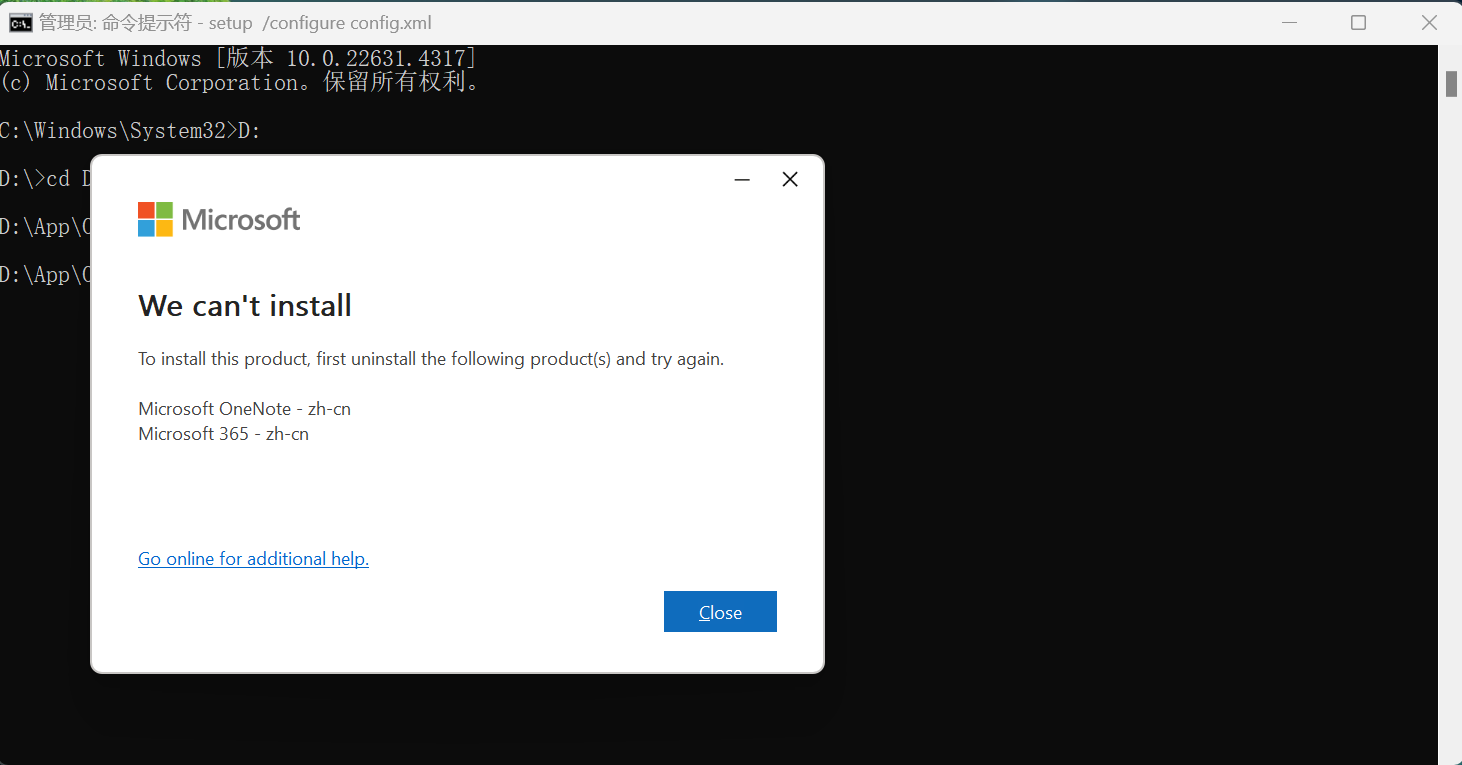 管理员: 命令提示符 - setup  /configure config.xml
Microsoft Windows [版本 10.0.22631.4317]
(c) Microsoft Corporation。保留所有权利。
C:\Windows\System32>D:
D:\>cd D
D:\App\O
D:\App\O
Microsoft
We can't install
To install this product, first uninstall the following product(s) and try again.
Microsoft OneNote - zh-cn
Microsoft 365 - zh-cn
Go online for additional help.
Close